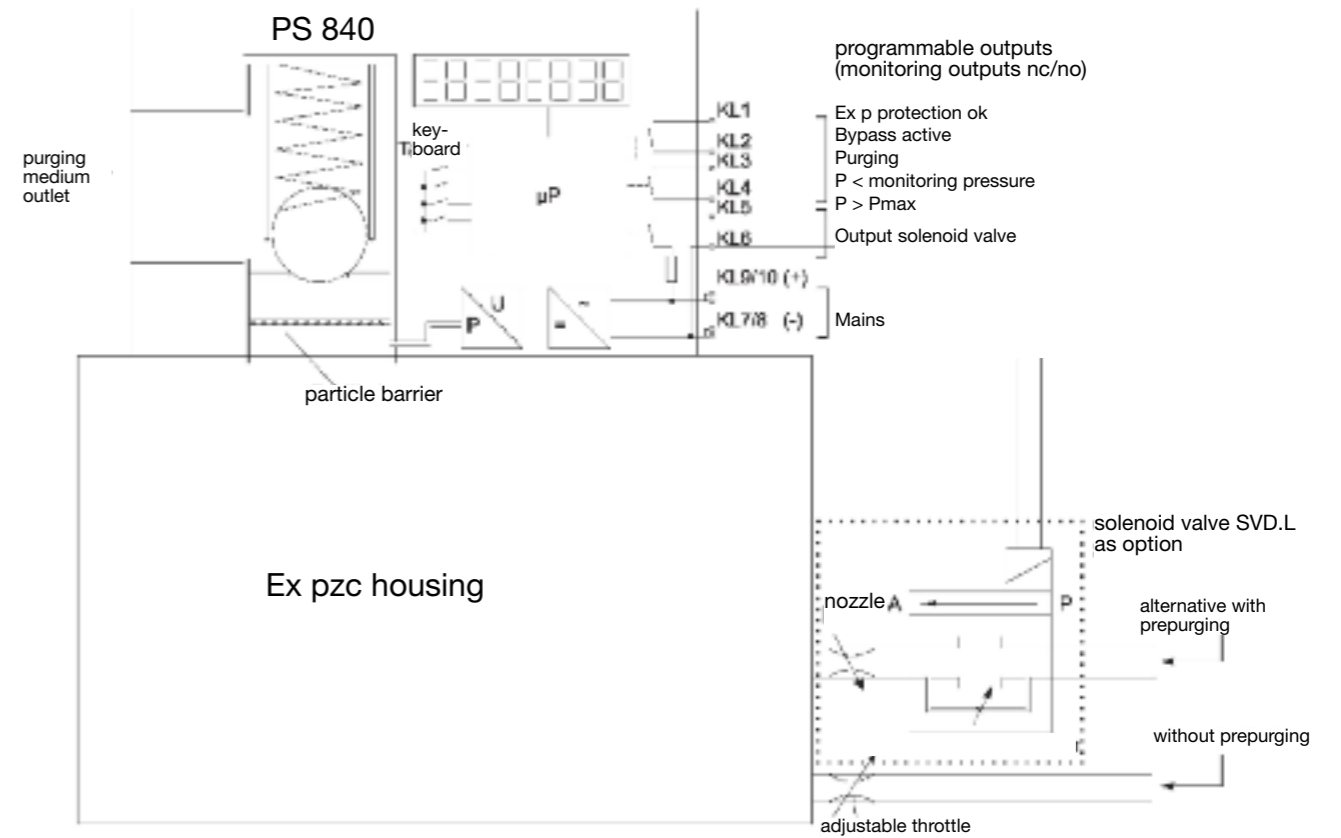 PS 840
programmable outputs
(monitoring outputs nc/no)
KL1
Ex p protection ok
key-
board
KL2
Bypass active
KL3
Purging
purging
medium
outlet
µP
KL4
P < monitoring pressure
KL5
P > Pmax
KL6
Output solenoid valve
KL9/10 (+)
U
P
~
=
KL7/8 (-)
Mains
particle barrier
solenoid valve SVD.L
as option
Ex pzc housing
nozzle
A
P
alternative with
prepurging
without prepurging
adjustable throttle